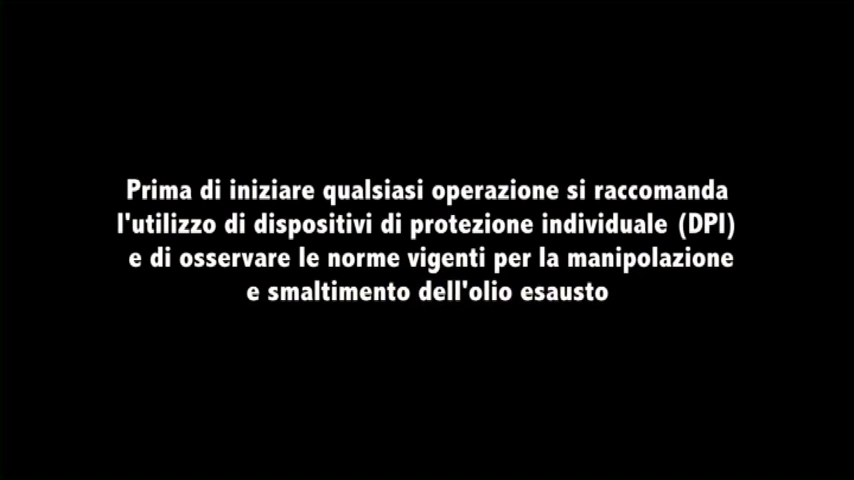 Prima di iniziare qualsiasi operazione si raccomanda
l'utilizzo di dispositivi di protezione individuale (DPI)
e di osservare le norme vigenti per la manipolazione
e smaltimento dell'olio esausto